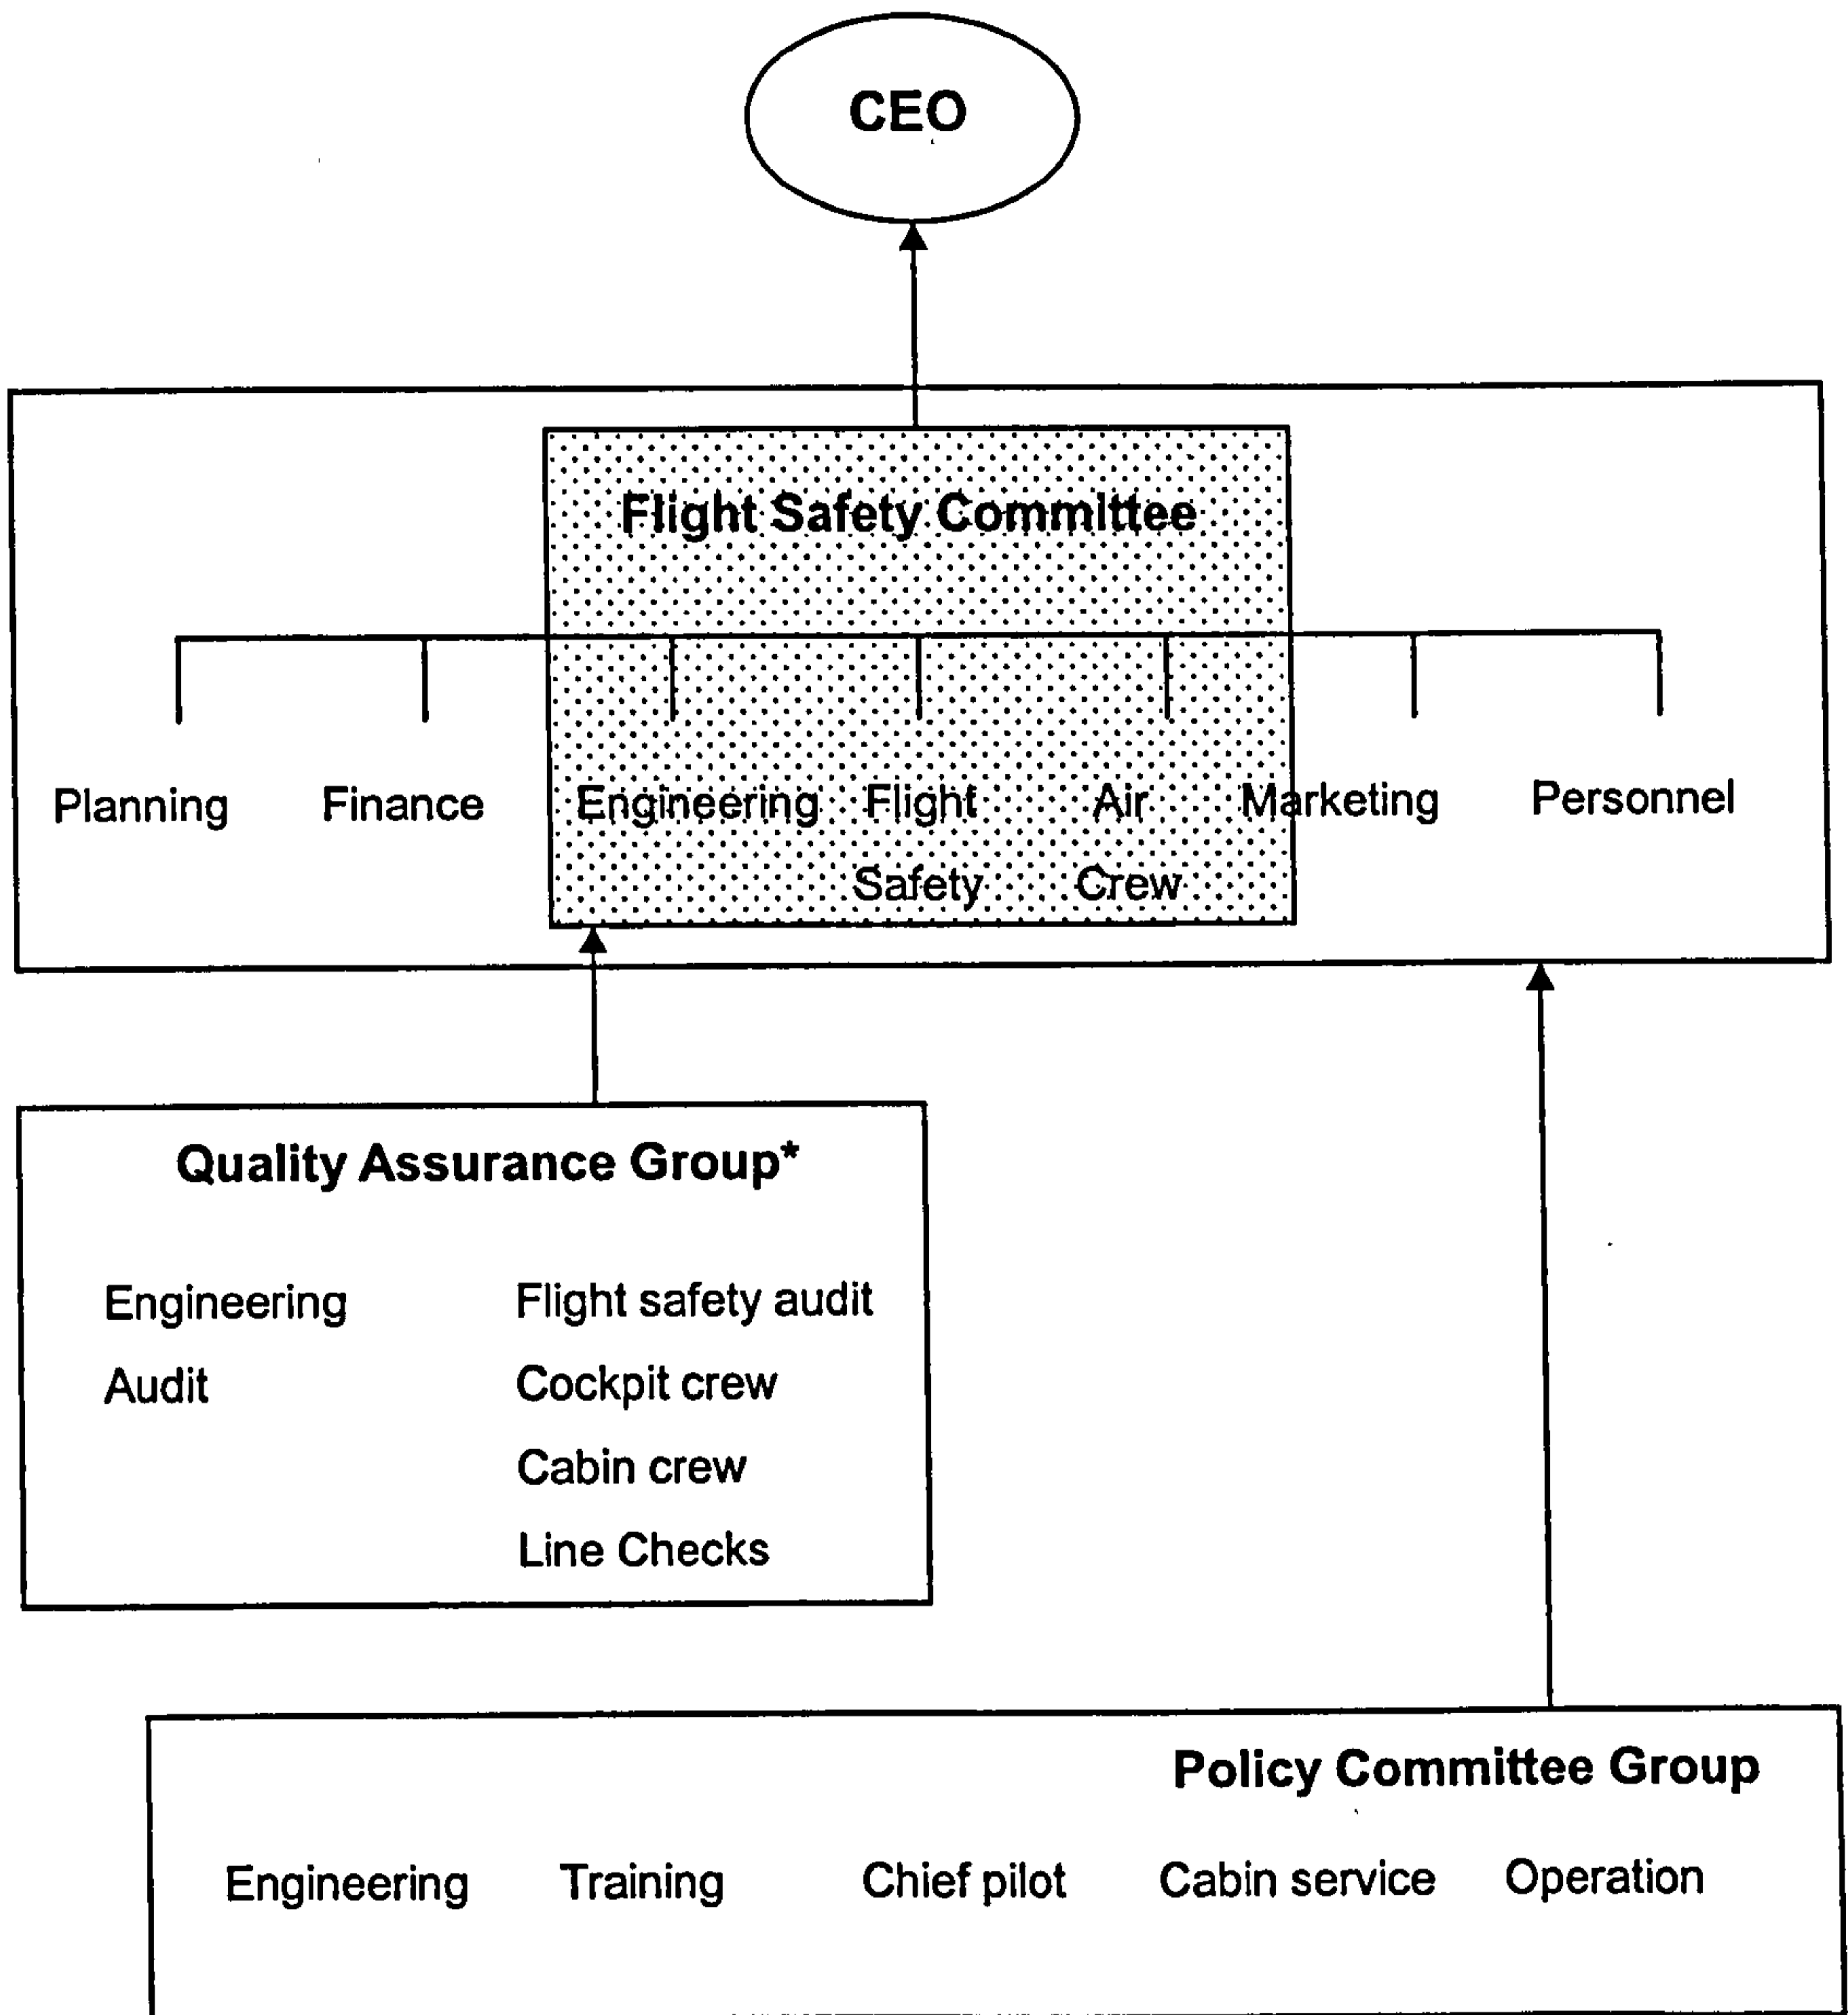 CEO
Flight Safety Committee
Planning Finance Engineering Flight Air Marketing Personnel
Safety Crew
Quality Assurance Group*
Engineering Flight safety audit
Audit Cockpit crew
Cabin crew
Line Checks
Policy Committee Group
Engineering Training Chief pilot Cabin service Operation